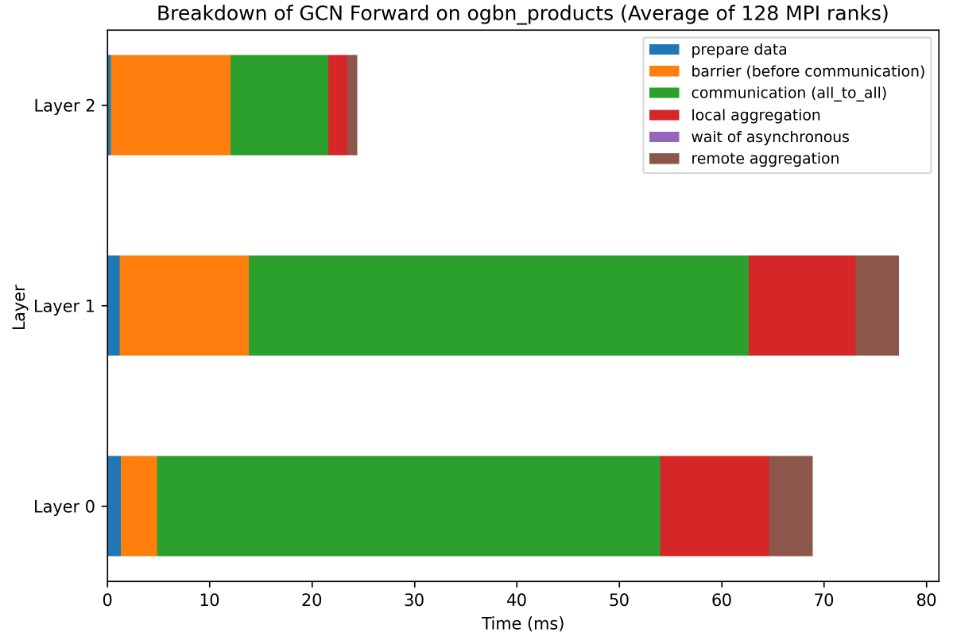 Breakdown of GCN Forward on ogbn_products (Average of 128 MPI ranks)
prepare data
barrier (before communication)
communication (all_to_all)
local aggregation
wait of asynchronous
remote aggregation
Layer
Layer 2
Layer 1
Layer 0
0 10 20 30 40 50 60 70 80
Time (ms)